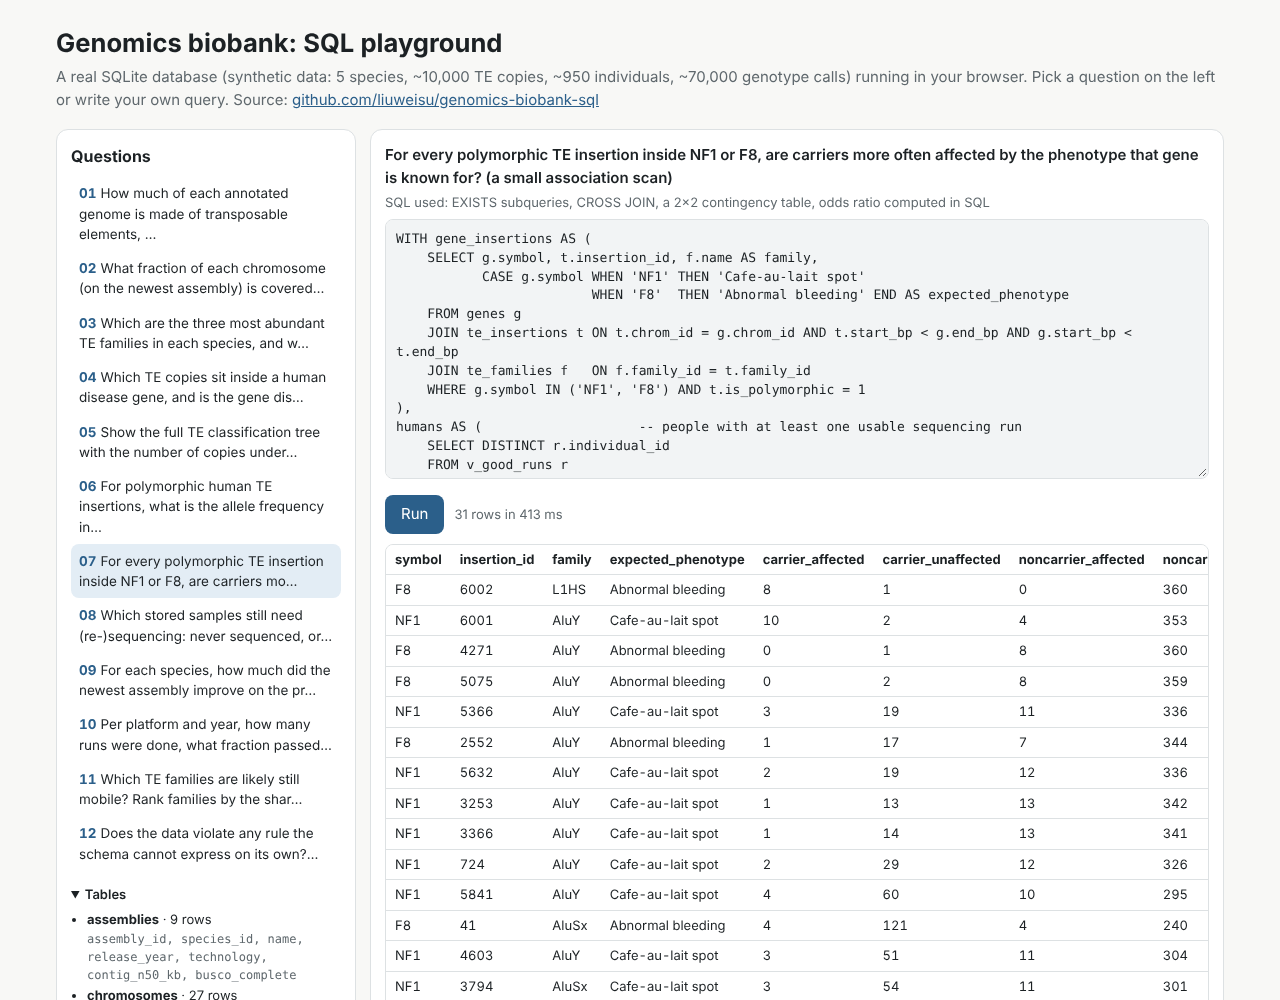 Genomics biobank: SQL playground
A real SQLite database (synthetic data: 5 species, ~10,000 TE copies, ~950 individuals, ~70,000 genotype calls) running in your browser. Pick a question on the left
or write your own query. Source: github.com/liuweisu/genomics-biobank-sql
Questions
01 How much of each annotated
genome is made of transposable
elements, ...
02 What fraction of each chromosome
(on the newest assembly) is covered...
03 Which are the three most abundant
TE families in each species, and w...
04 Which TE copies sit inside a human
disease gene, and is the gene dis...
05 Show the full TE classification tree
with the number of copies under...
06 For polymorphic human TE
insertions, what is the allele frequency
in...
07 For every polymorphic TE insertion
inside NF1 or F8, are carriers mo...
08 Which stored samples still need
(re-)sequencing: never sequenced, or...
09 For each species, how much did the
newest assembly improve on the pr...
10 Per platform and year, how many
runs were done, what fraction passed...
11 Which TE families are likely still
mobile? Rank families by the shar...
12 Does the data violate any rule the
schema cannot express on its own?...
▼ Tables
• assemblies · 9 rows
assembly_id, species_id, name,
release_year, technology,
contig_n50_kb, busco_complete
• chromosomes · 27 rows
For every polymorphic TE insertion inside NF1 or F8, are carriers more often affected by the phenotype that gene
is known for? (a small association scan)
SQL used: EXISTS subqueries, CROSS JOIN, a 2×2 contingency table, odds ratio computed in SQL
WITH gene_insertions AS (
SELECT g.symbol, t.insertion_id, f.name AS family,
CASE g.symbol WHEN 'NF1' THEN 'Cafe-au-lait spot'
WHEN 'F8'  THEN 'Abnormal bleeding' END AS expected_phenotype
FROM genes g
JOIN te_insertions t ON t.chrom_id = g.chrom_id AND t.start_bp < g.end_bp AND g.start_bp <
t.end_bp
JOIN te_families f   ON f.family_id = t.family_id
WHERE g.symbol IN ('NF1', 'F8') AND t.is_polymorphic = 1
),
humans AS (                    -- people with at least one usable sequencing run
SELECT DISTINCT r.individual_id
FROM v_good_runs r
Run 31 rows in 413 ms
symbol insertion_id family expected_phenotype carrier_affected carrier_unaffected noncarrier_affected noncar
F8 6002 L1HS Abnormal bleeding 8 1 0 360
NF1 6001 AluY Cafe-au-lait spot 10 2 4 353
F8 4271 AluY Abnormal bleeding 0 1 8 360
F8 5075 AluY Abnormal bleeding 0 2 8 359
NF1 5366 AluY Cafe-au-lait spot 3 19 11 336
F8 2552 AluY Abnormal bleeding 1 17 7 344
NF1 5632 AluY Cafe-au-lait spot 2 19 12 336
NF1 3253 AluY Cafe-au-lait spot 1 13 13 342
NF1 3366 AluY Cafe-au-lait spot 1 14 13 341
NF1 724 AluY Cafe-au-lait spot 2 29 12 326
NF1 5841 AluY Cafe-au-lait spot 4 60 10 295
F8 41 AluSx Abnormal bleeding 4 121 4 240
NF1 4603 AluY Cafe-au-lait spot 3 51 11 304
NF1 3794 AluSx Cafe-au-lait spot 3 54 11 301